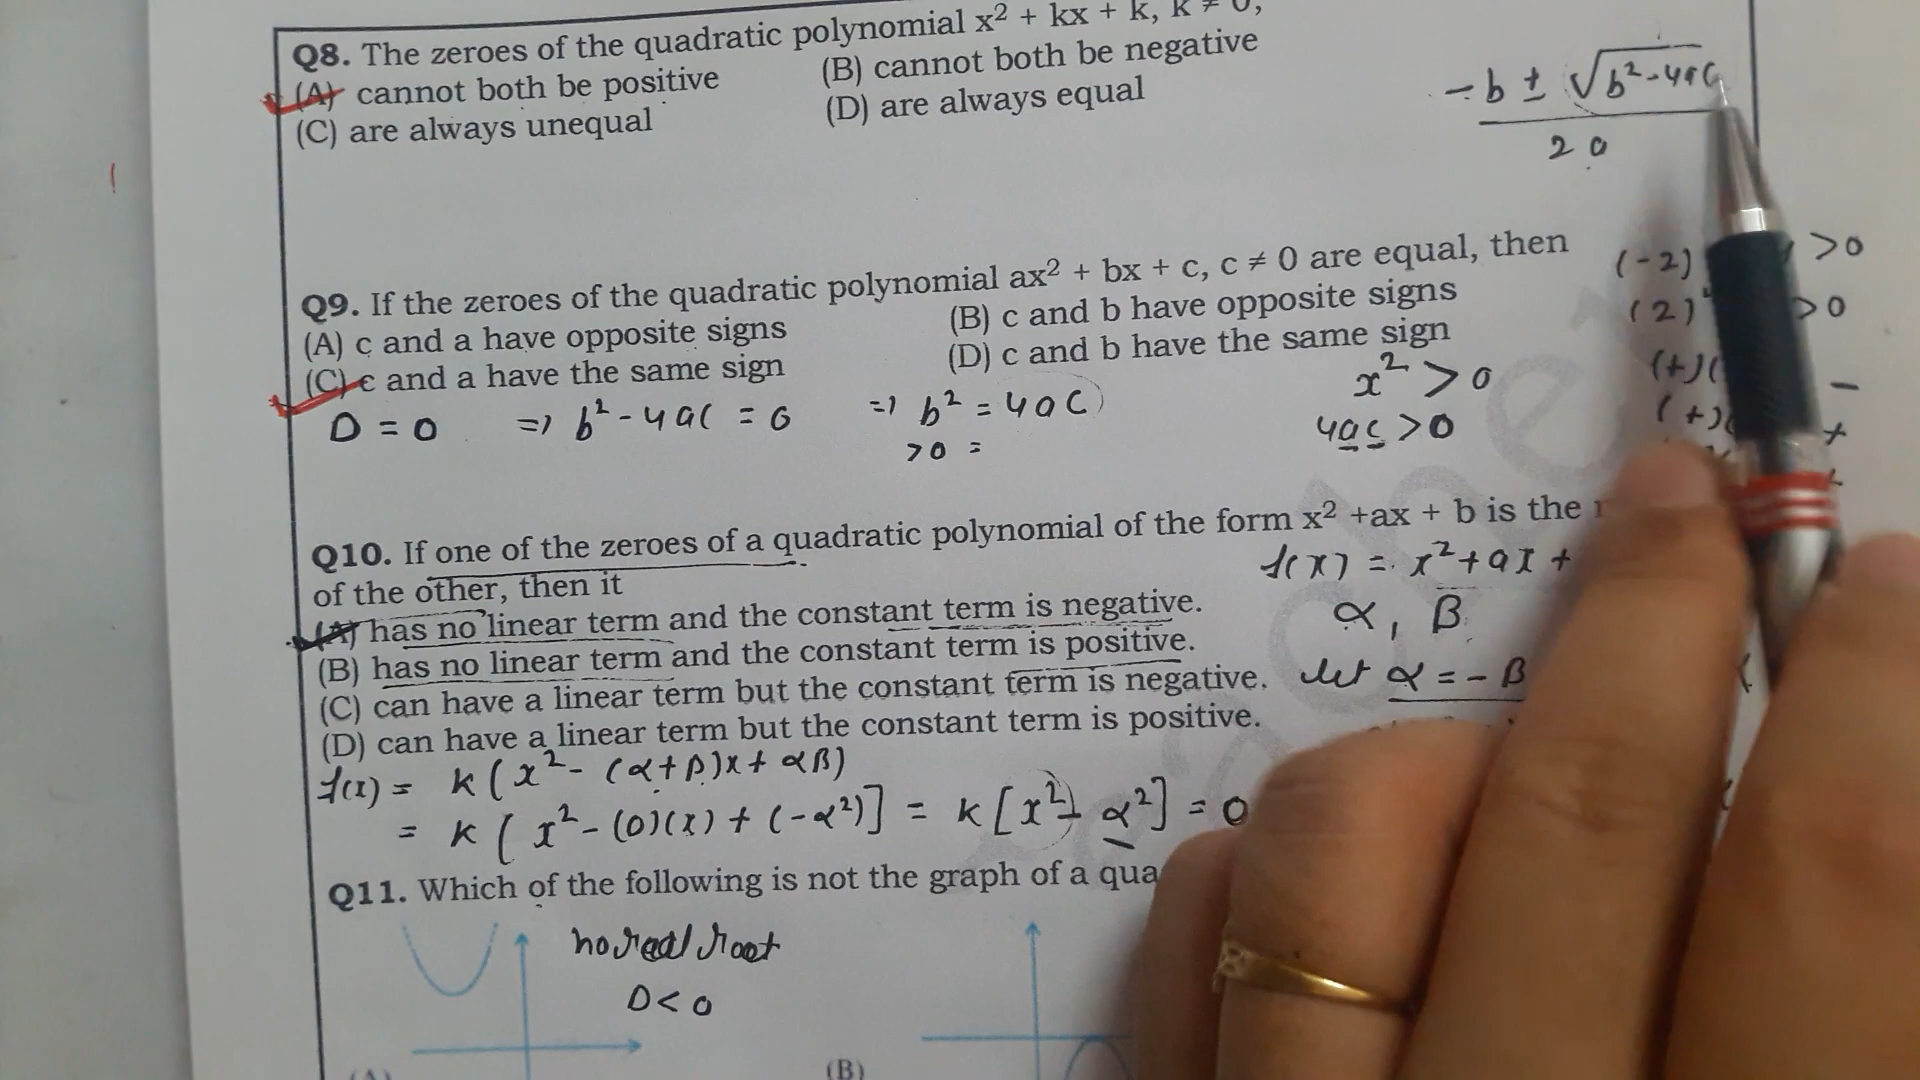 Q8. The zeroes of the quadratic polynomial x² + kx + k, k ≠ 0,
(A) cannot both be positive (B) cannot both be negative
(C) are always unequal (D) are always equal
-b ± √b²-4ac
2a
Q9. If the zeroes of the quadratic polynomial ax² + bx + c, c ≠ 0 are equal, then
(A) c and a have opposite signs (B) c and b have opposite signs
(C) c and a have the same sign (D) c and b have the same sign
D = 0 => b² - 4ac = 0 => b² = 4ac
>0 =
x² > 0
4ac > 0
(-2) >0
(2) >0
(+)( -
(+)( +
Q10. If one of the zeroes of a quadratic polynomial of the form x² +ax + b is the
of the other, then it
f(x) = x² + ax +
(A) has no linear term and the constant term is negative.
α, β
(B) has no linear term and the constant term is positive.
(C) can have a linear term but the constant term is negative. let α = -β
(D) can have a linear term but the constant term is positive.
f(x) = k(x² - (α+β)x + αβ)
= k[x² - (0)(x) + (-α²)] = k[x² - α²] = 0
Q11. Which of the following is not the graph of a
no real root
D < 0
(A) (B)